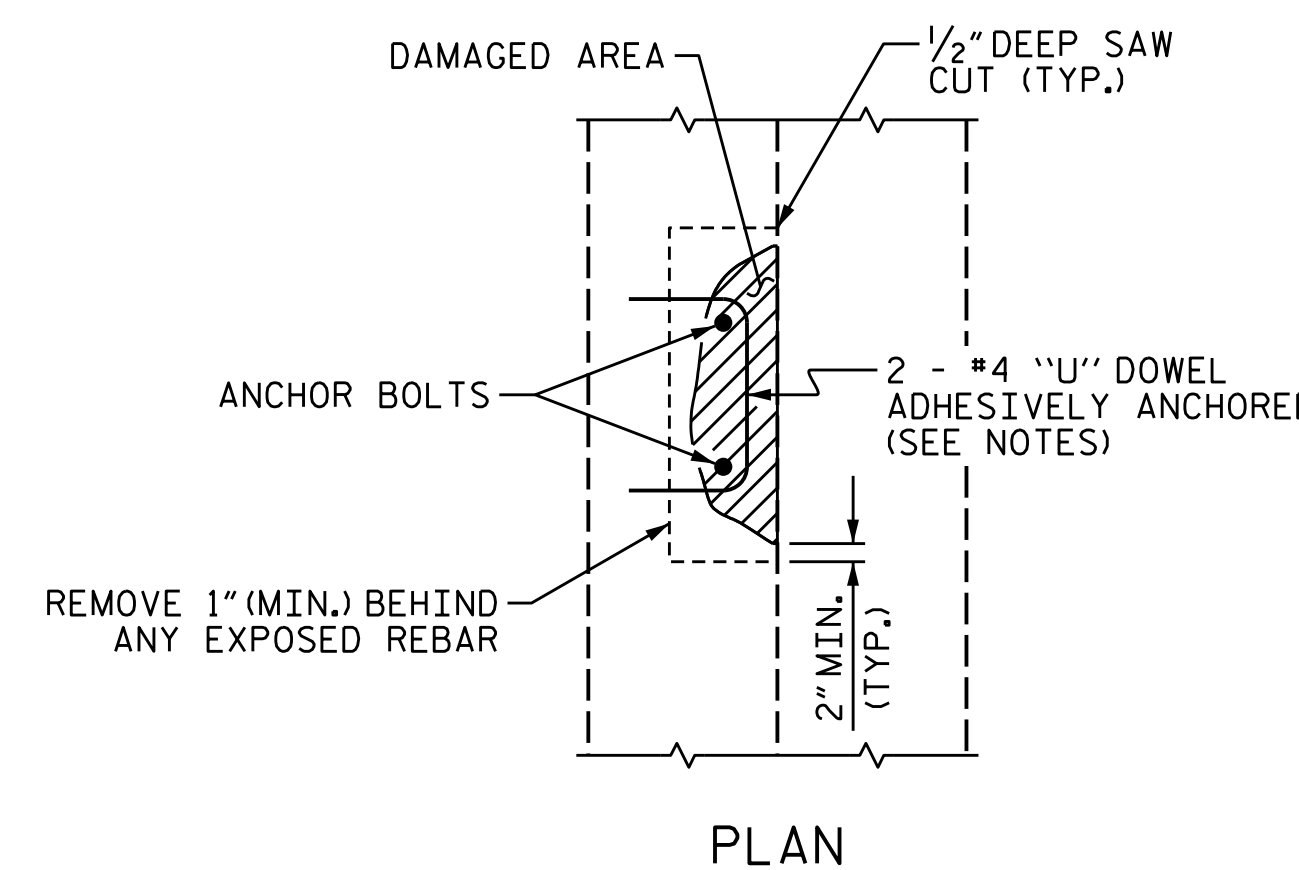 DAMAGED AREA
1/2" DEEP SAW
CUT (TYP.)
ANCHOR BOLTS
2 - #4 "U" DOWEL
ADHESIVELY ANCHORE
(SEE NOTES)
REMOVE 1" (MIN.) BEHIND
ANY EXPOSED REBAR
2" MIN.
(TYP.)
PLAN